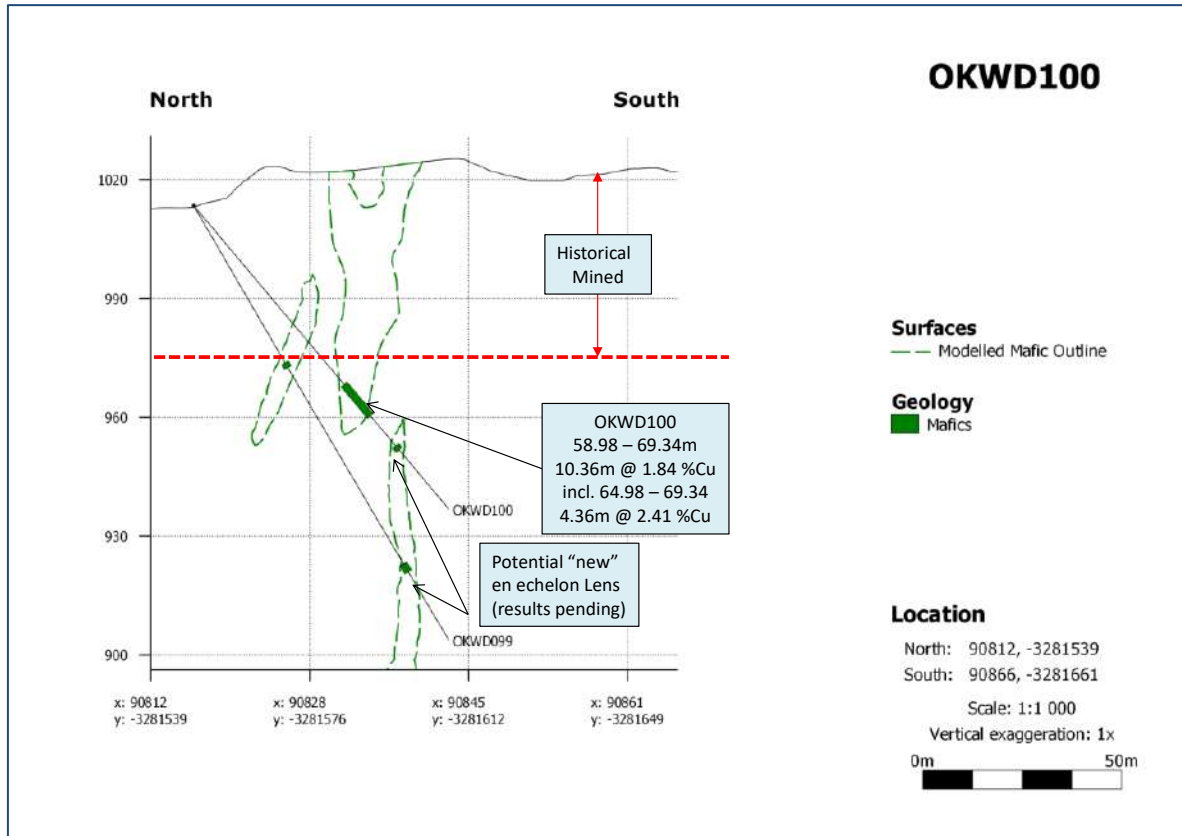 OKWD100
North
South
1020
990
960
930
900
Historical
Mined
OKWD100
58.98 – 69.34m
10.36m @ 1.84 %Cu
incl. 64.98 – 69.34
4.36m @ 2.41 %Cu
OKWD100
Potential “new”
en echelon Lens
(results pending)
OKWD099
x: 90812
y: -3281539
x: 90828
y: -3281576
x: 90845
y: -3281612
x: 90861
y: -3281649
Surfaces
Modelled Mafic Outline
Geology
Mafics
Location
North: 90812, -3281539
South: 90866, -3281661
Scale: 1:1 000
Vertical exaggeration: 1x
0m 50m